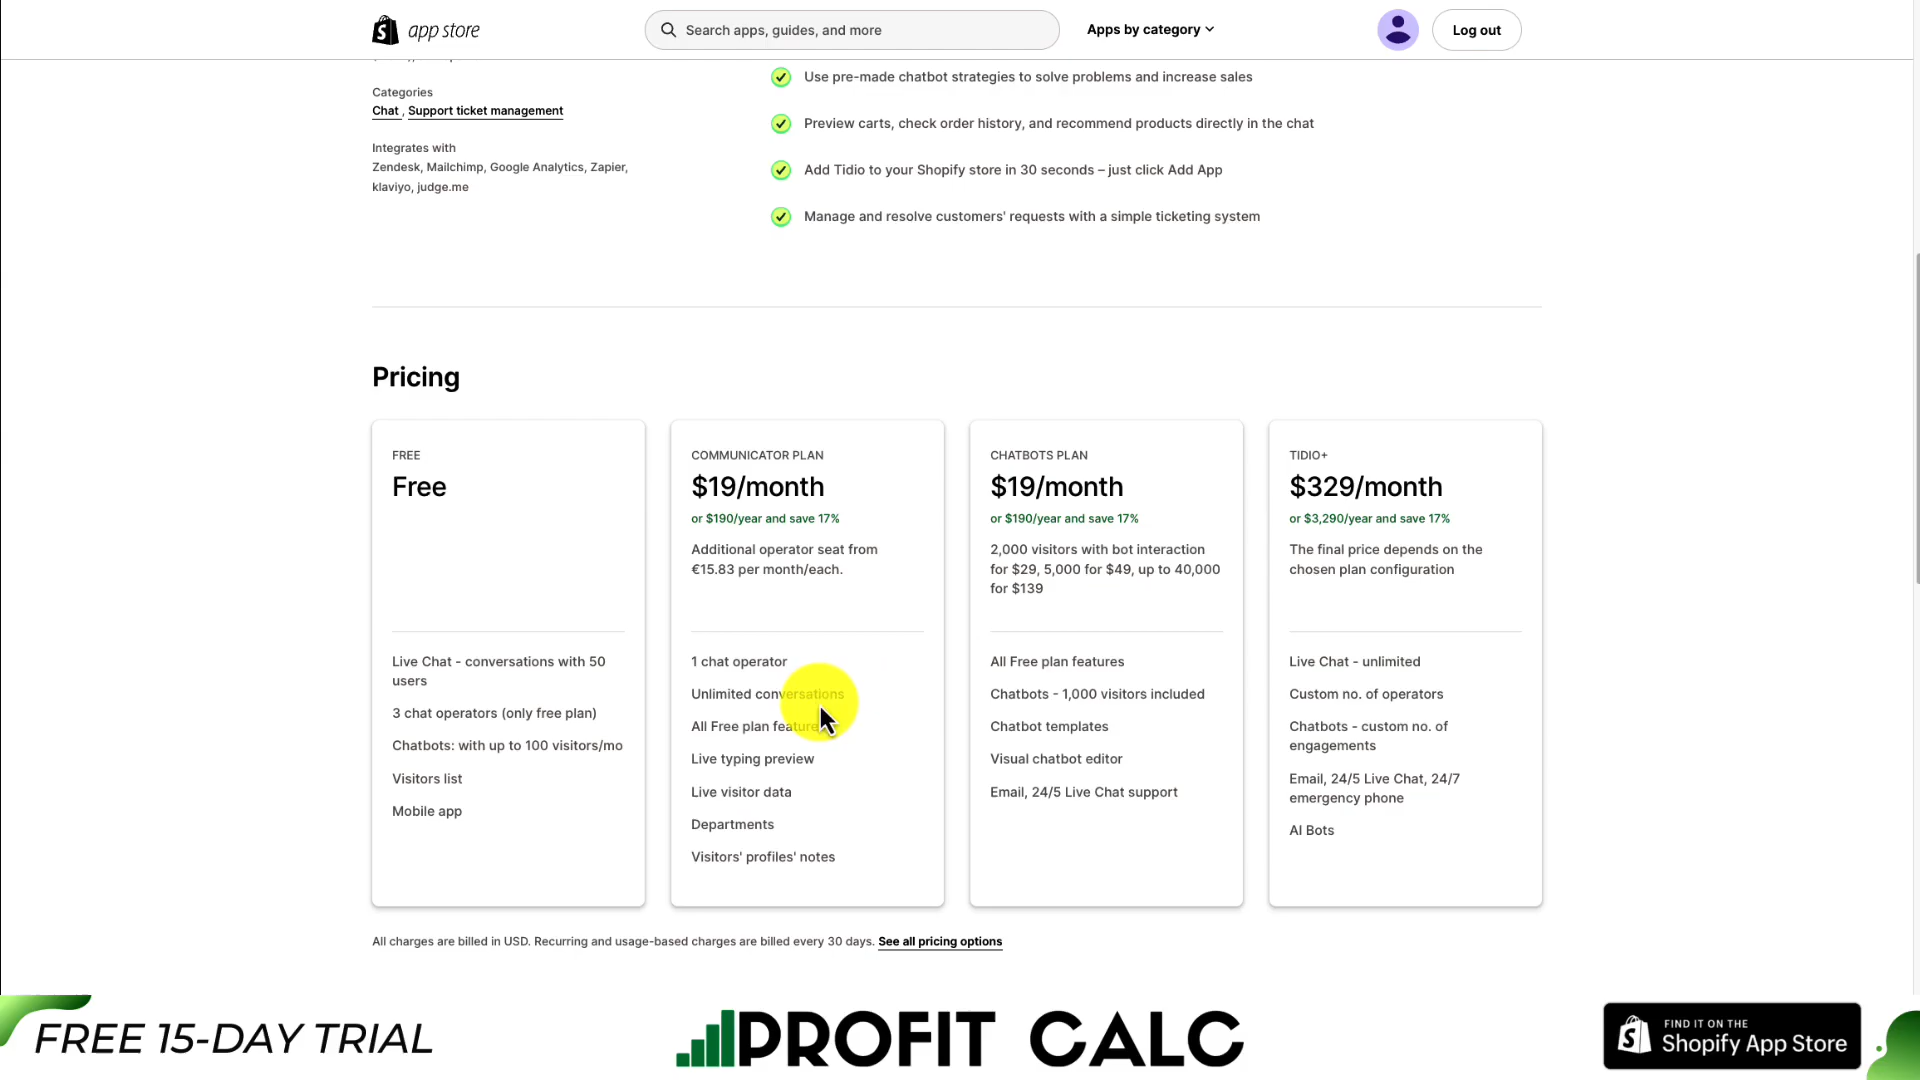 app store
Search apps, guides, and more
Apps by category
Log out
Categories
Chat , Support ticket management
Integrates with
Zendesk, Mailchimp, Google Analytics, Zapier,
klaviyo, judge.me
Use pre-made chatbot strategies to solve problems and increase sales
Preview carts, check order history, and recommend products directly in the chat
Add Tidio to your Shopify store in 30 seconds – just click Add App
Manage and resolve customers' requests with a simple ticketing system
Pricing
FREE
Free
Live Chat - conversations with 50
users
3 chat operators (only free plan)
Chatbots: with up to 100 visitors/mo
Visitors list
Mobile app
COMMUNICATOR PLAN
$19/month
or $190/year and save 17%
Additional operator seat from
€15.83 per month/each.
1 chat operator
Unlimited conversations
All Free plan features
Live typing preview
Live visitor data
Departments
Visitors' profiles' notes
CHATBOTS PLAN
$19/month
or $190/year and save 17%
2,000 visitors with bot interaction
for $29, 5,000 for $49, up to 40,000
for $139
All Free plan features
Chatbots - 1,000 visitors included
Chatbot templates
Visual chatbot editor
Email, 24/5 Live Chat support
TIDIO+
$329/month
or $3,290/year and save 17%
The final price depends on the
chosen plan configuration
Live Chat - unlimited
Custom no. of operators
Chatbots - custom no. of
engagements
Email, 24/5 Live Chat, 24/7
emergency phone
AI Bots
All charges are billed in USD. Recurring and usage-based charges are billed every 30 days. See all pricing options
FREE 15-DAY TRIAL
PROFIT CALC
FIND IT ON THE
Shopify App Store